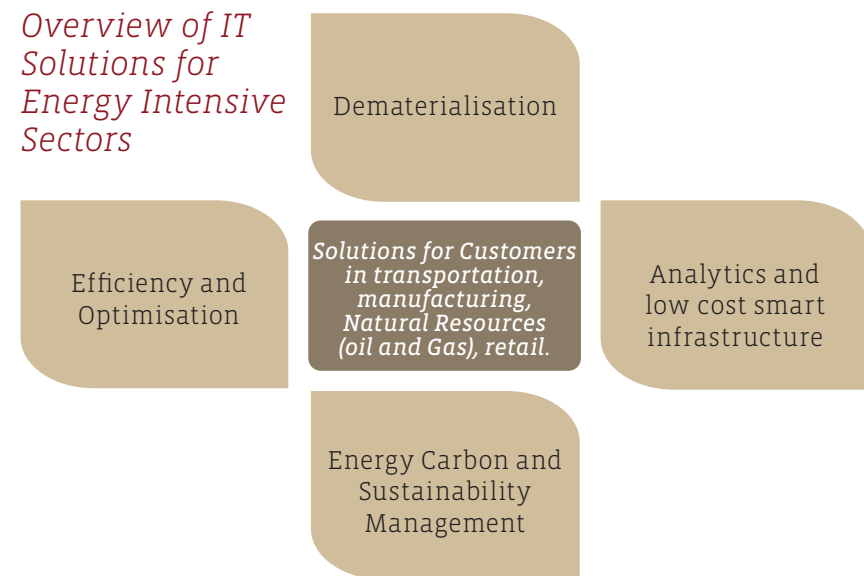 Overview of IT
Solutions for
Energy Intensive
Sectors
Dematerialisation
Efficiency and
Optimisation
Solutions for Customers
in transportation,
manufacturing,
Natural Resources
(oil and Gas), retail.
Analytics and
low cost smart
infrastructure
Energy Carbon and
Sustainability
Management